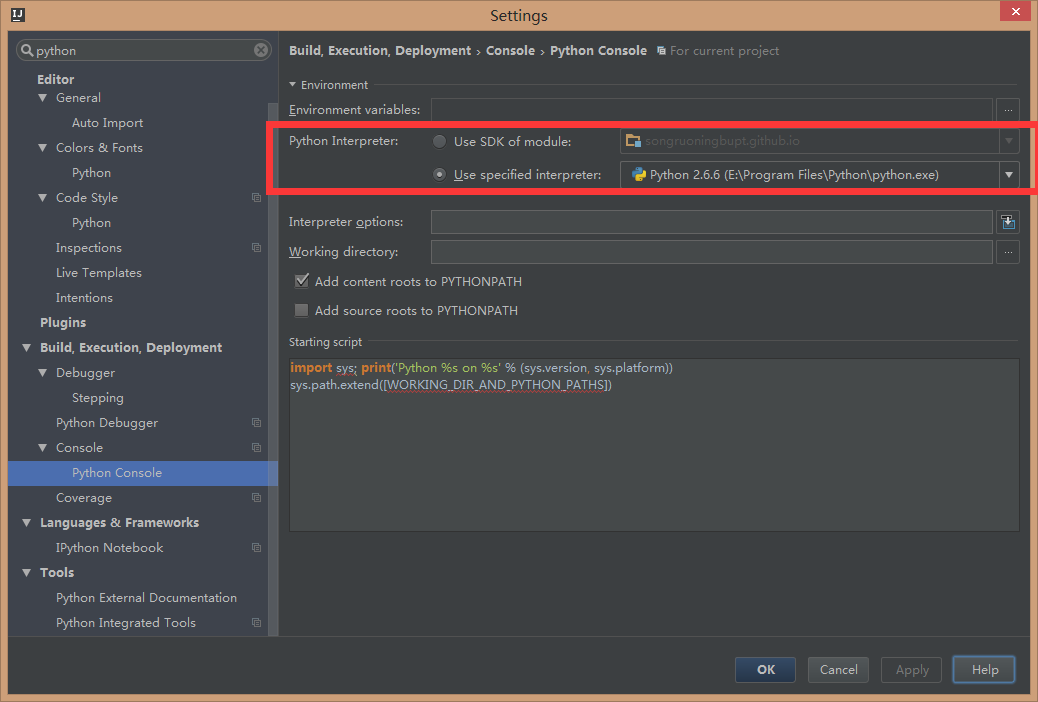 IJ
Settings
python
Editor
General
Auto Import
Colors & Fonts
Python
Code Style
Python
Inspections
Live Templates
Intentions
Plugins
Build, Execution, Deployment
Debugger
Stepping
Python Debugger
Console
Python Console
Coverage
Languages & Frameworks
IPython Notebook
Tools
Python External Documentation
Python Integrated Tools
Build, Execution, Deployment › Console › Python Console For current project
Environment
Environment variables: ...
Python Interpreter: Use SDK of module: songruoningbupt.github.io
Use specified interpreter: Python 2.6.6 (E:\Program Files\Python\python.exe)
Interpreter options:
Working directory: ...
Add content roots to PYTHONPATH
Add source roots to PYTHONPATH
Starting script
import sys; print('Python %s on %s' % (sys.version, sys.platform))
sys.path.extend([WORKING_DIR_AND_PYTHON_PATHS])
OK Cancel Apply Help